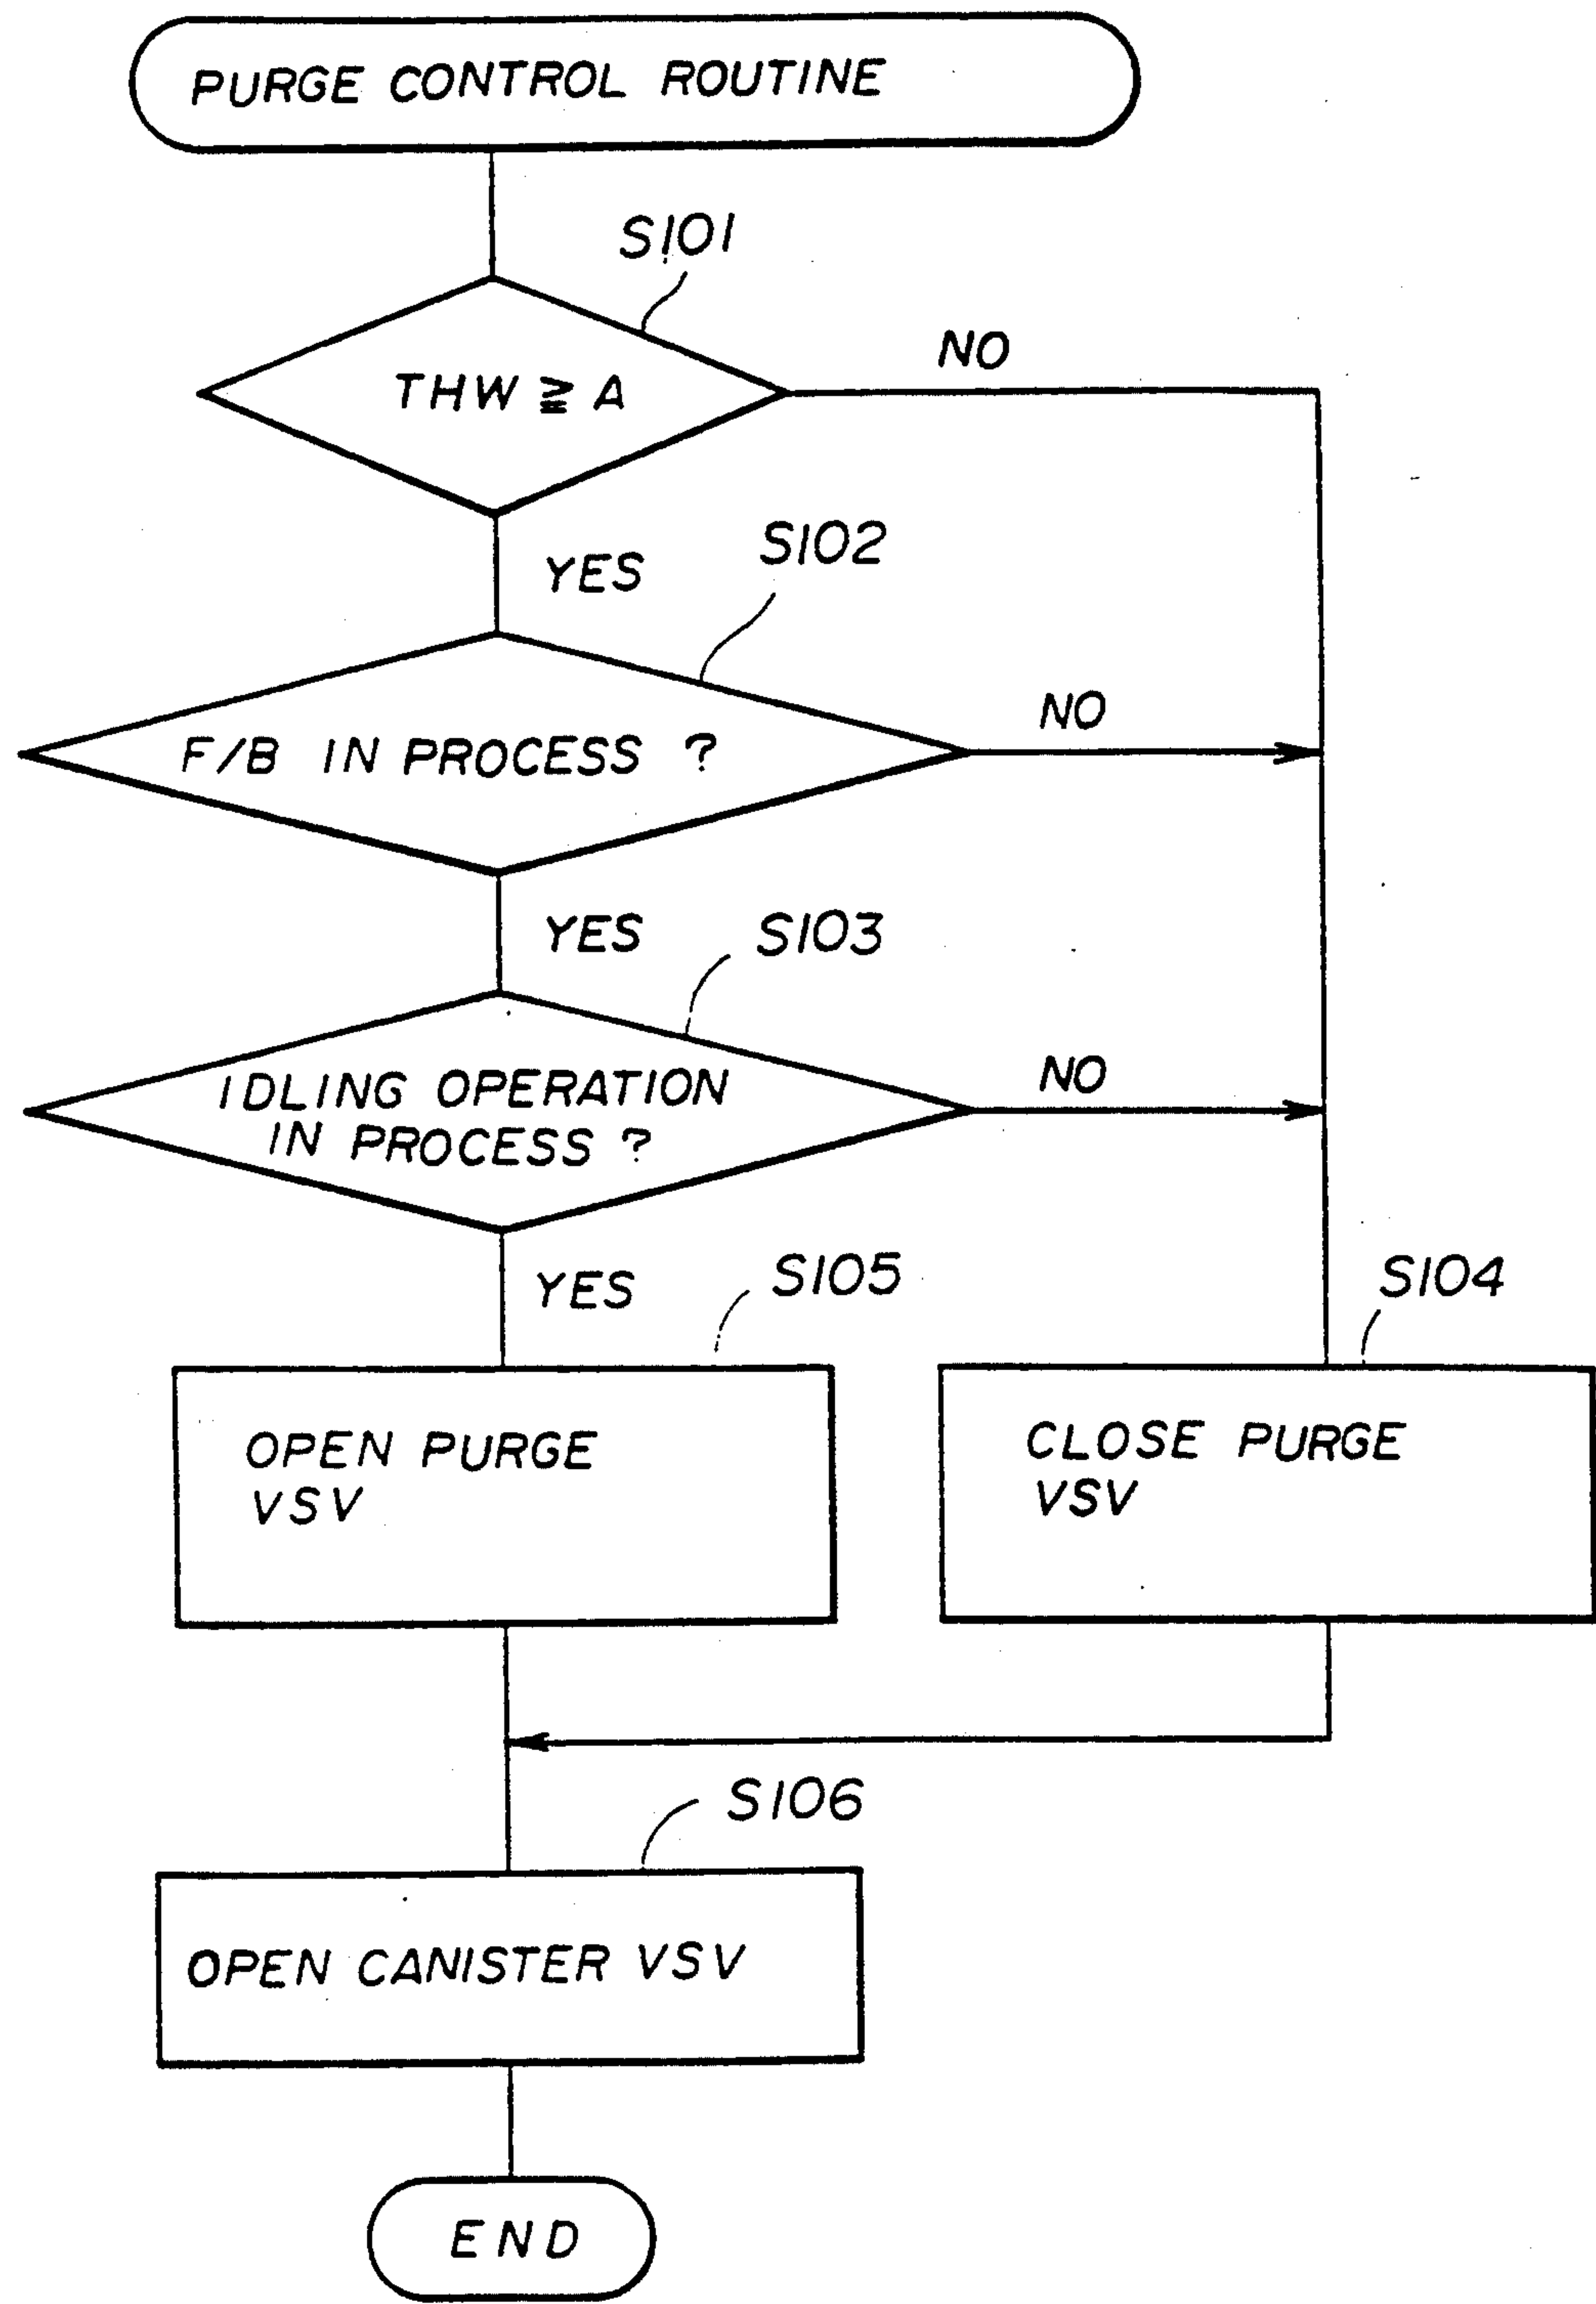 PURGE CONTROL ROUTINE
S101
THW ≧ A
NO
YES
S102
F/B IN PROCESS ?
NO
YES
S103
IDLING OPERATION
IN PROCESS ?
NO
YES
S105
S104
OPEN PURGE
VSV
CLOSE PURGE
VSV
S106
OPEN CANISTER VSV
END